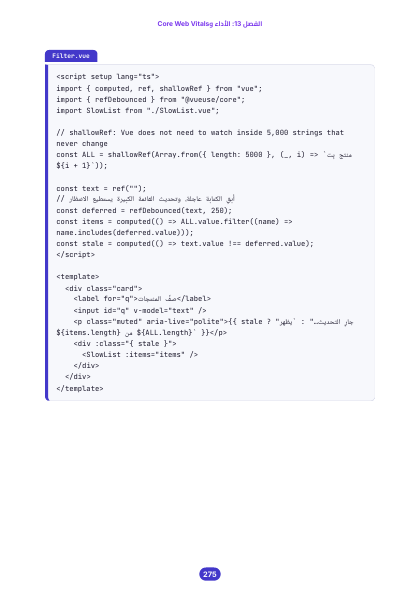 الفصل 13: الأداء وCore Web Vitals
Filter.vue
<script setup lang="ts">
import { computed, ref, shallowRef } from "vue";
import { refDebounced } from "@vueuse/core";
import SlowList from "./SlowList.vue";

// shallowRef: Vue does not need to watch inside 5,000 strings that
never change
const ALL = shallowRef(Array.from({ length: 5000 }, (_, i) => `منتج بت
${i + 1}`));

const text = ref("");
// أبقِ الكتابة عاجلة، وتحديث القائمة الكبيرة يستطيع الانتظار
const deferred = refDebounced(text, 250);
const items = computed(() => ALL.value.filter((name) =>
name.includes(deferred.value)));
const stale = computed(() => text.value !== deferred.value);
</script>

<template>
<div class="card">
<label for="q">صفّ المنتجات</label>
<input id="q" v-model="text" />
<p class="muted" aria-live="polite">{{ stale ? "جارٍ التحديث…" : `يظهر
${items.length} من ${ALL.length}` }}</p>
<div :class="{ stale }">
<SlowList :items="items" />
</div>
</div>
</template>
275